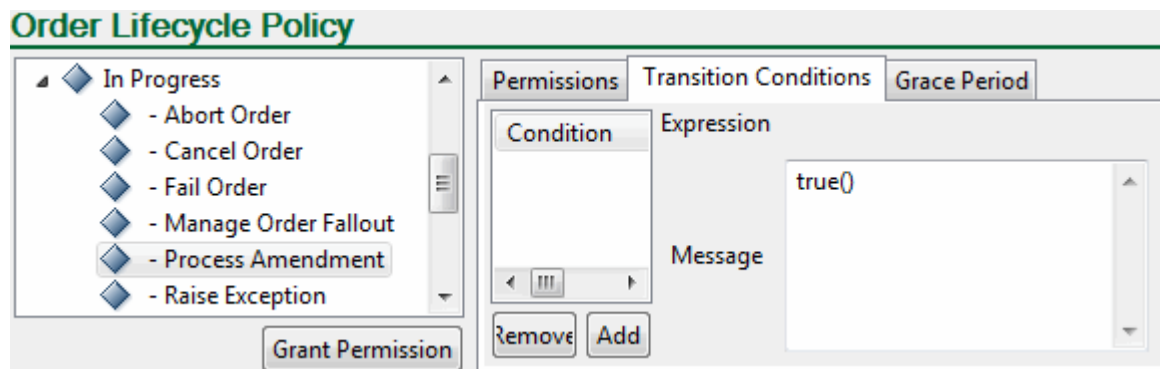 Order Lifecycle Policy
In Progress
- Abort Order
- Cancel Order
- Fail Order
- Manage Order Fallout
- Process Amendment
- Raise Exception
Grant Permission
Permissions
Transition Conditions
Grace Period
Condition
Expression
true()
Message
Remove
Add